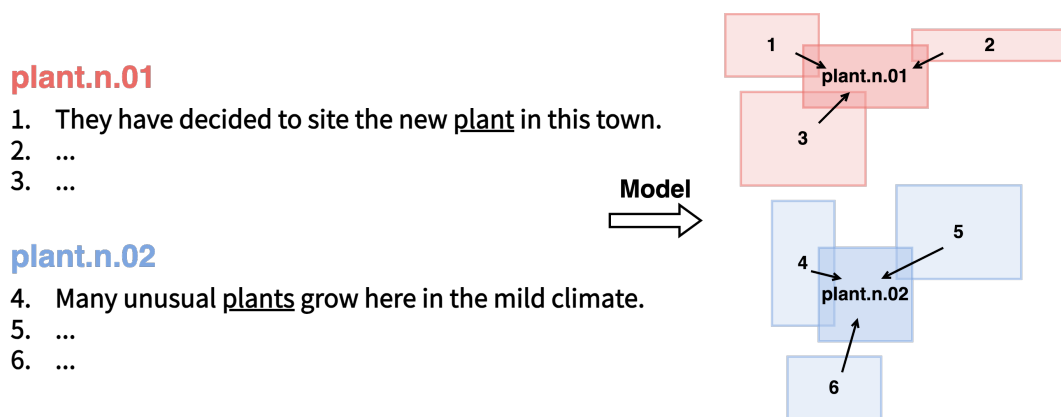 plant.n.01
1. They have decided to site the new plant in this town.
2. ...
3. ...
plant.n.02
4. Many unusual plants grow here in the mild climate.
5. ...
6. ...
Model
1
2
plant.n.01
3
5
4
plant.n.02
6